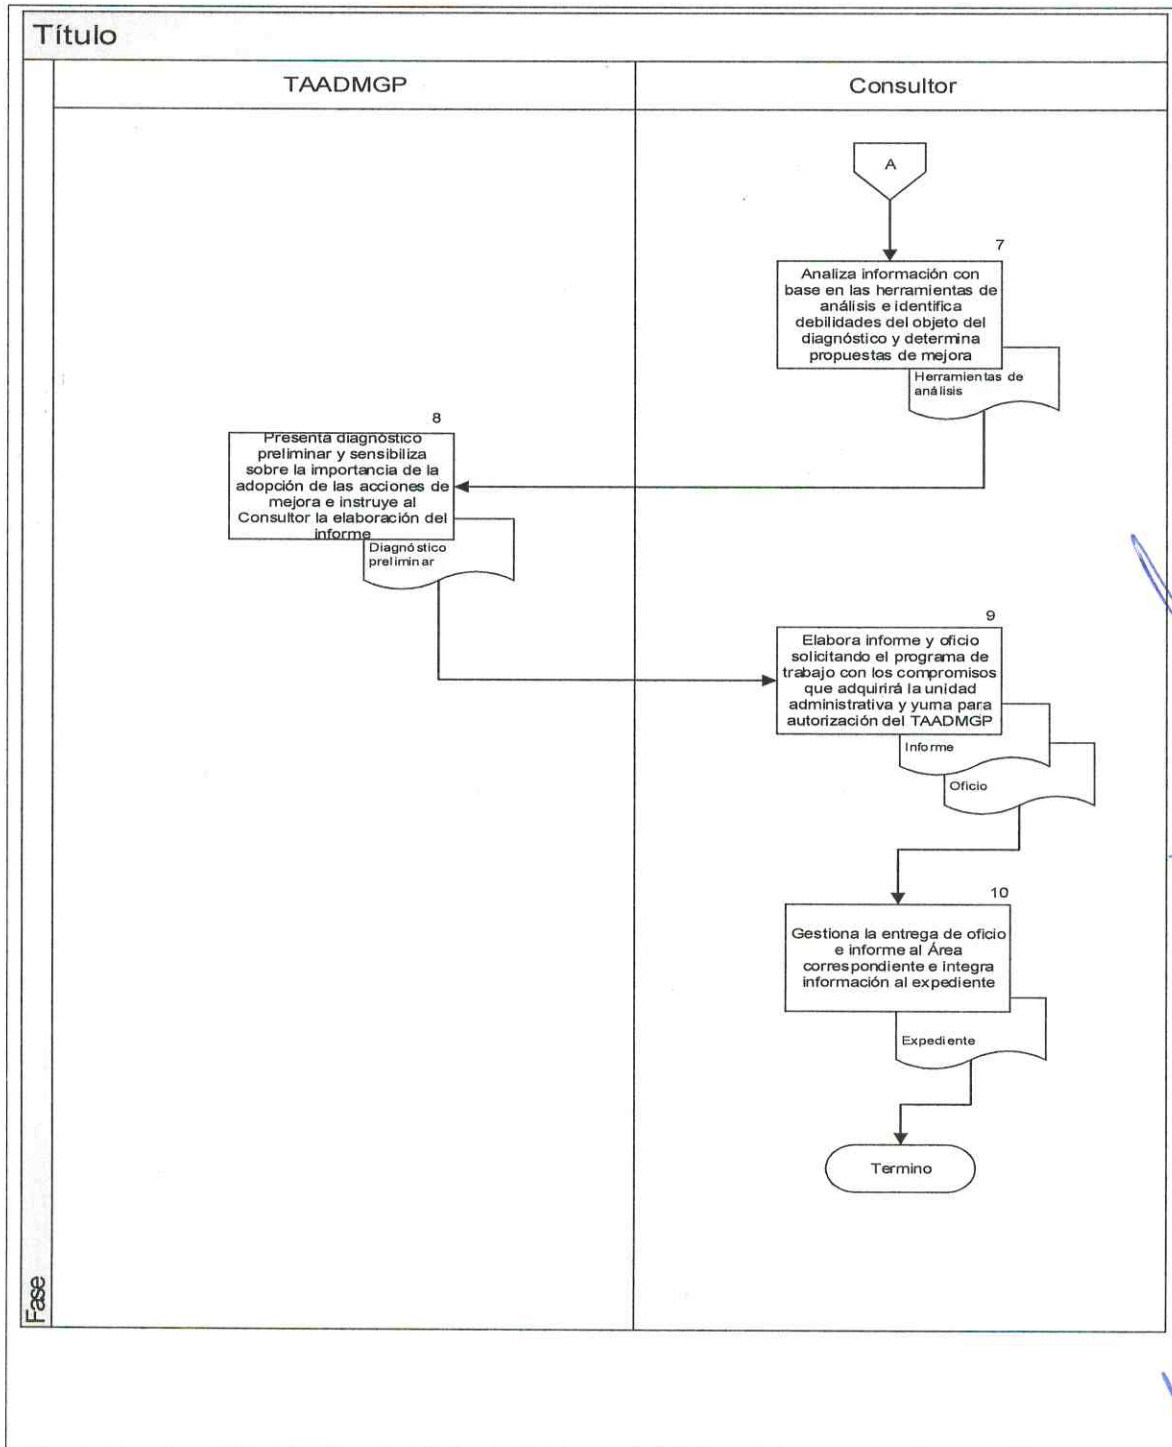 Título
TAADMGP
Consultor
A
7
Analiza información con
base en las herramientas de
análisis e identifica
debilidades del objeto del
diagnóstico y determina
propuestas de mejora
Herramientas de
análisis
8
Presenta diagnóstico
preliminar y sensibiliza
sobre la importancia de la
adopción de las acciones de
mejora e instruye al
Consultor la elaboración del
informe
Diagnóstico
preliminar
9
Elabora informe y oficio
solicitando el programa de
trabajo con los compromisos
que adquirirá la unidad
administrativa y yuma para
autorización del TAADMGP
Informe
Oficio
10
Gestiona la entrega de oficio
e informe al Área
correspondiente e integra
información al expediente
Expediente
Termino
Fase